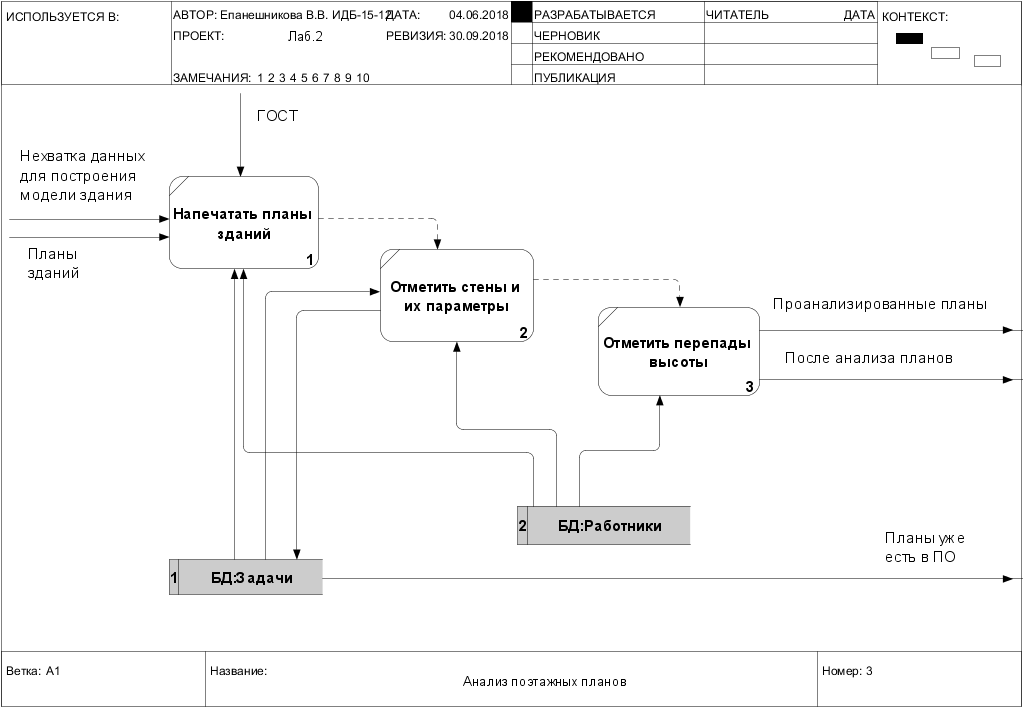 ИСПОЛЬЗУЕТСЯ В:
АВТОР: Епанешникова В.В. ИДБ-15-12
ДАТА: 04.06.2018
РАЗРАБАТЫВАЕТСЯ
ЧИТАТЕЛЬ
ДАТА
КОНТЕКСТ:
ПРОЕКТ: Лаб.2
РЕВИЗИЯ: 30.09.2018
ЧЕРНОВИК
РЕКОМЕНДОВАНО
ЗАМЕЧАНИЯ: 1 2 3 4 5 6 7 8 9 10
ПУБЛИКАЦИЯ
ГОСТ
Нехватка данных
для построения
модели здания
Напечатать планы
зданий
1
Планы
зданий
Отметить стены и
их параметры
2
Отметить перепады
высоты
3
Проанализированные планы
После анализа планов
2 БД:Работники
Планы уже
есть в ПО
1 БД:Задачи
Ветка: А1
Название:
Анализ поэтажных планов
Номер: 3